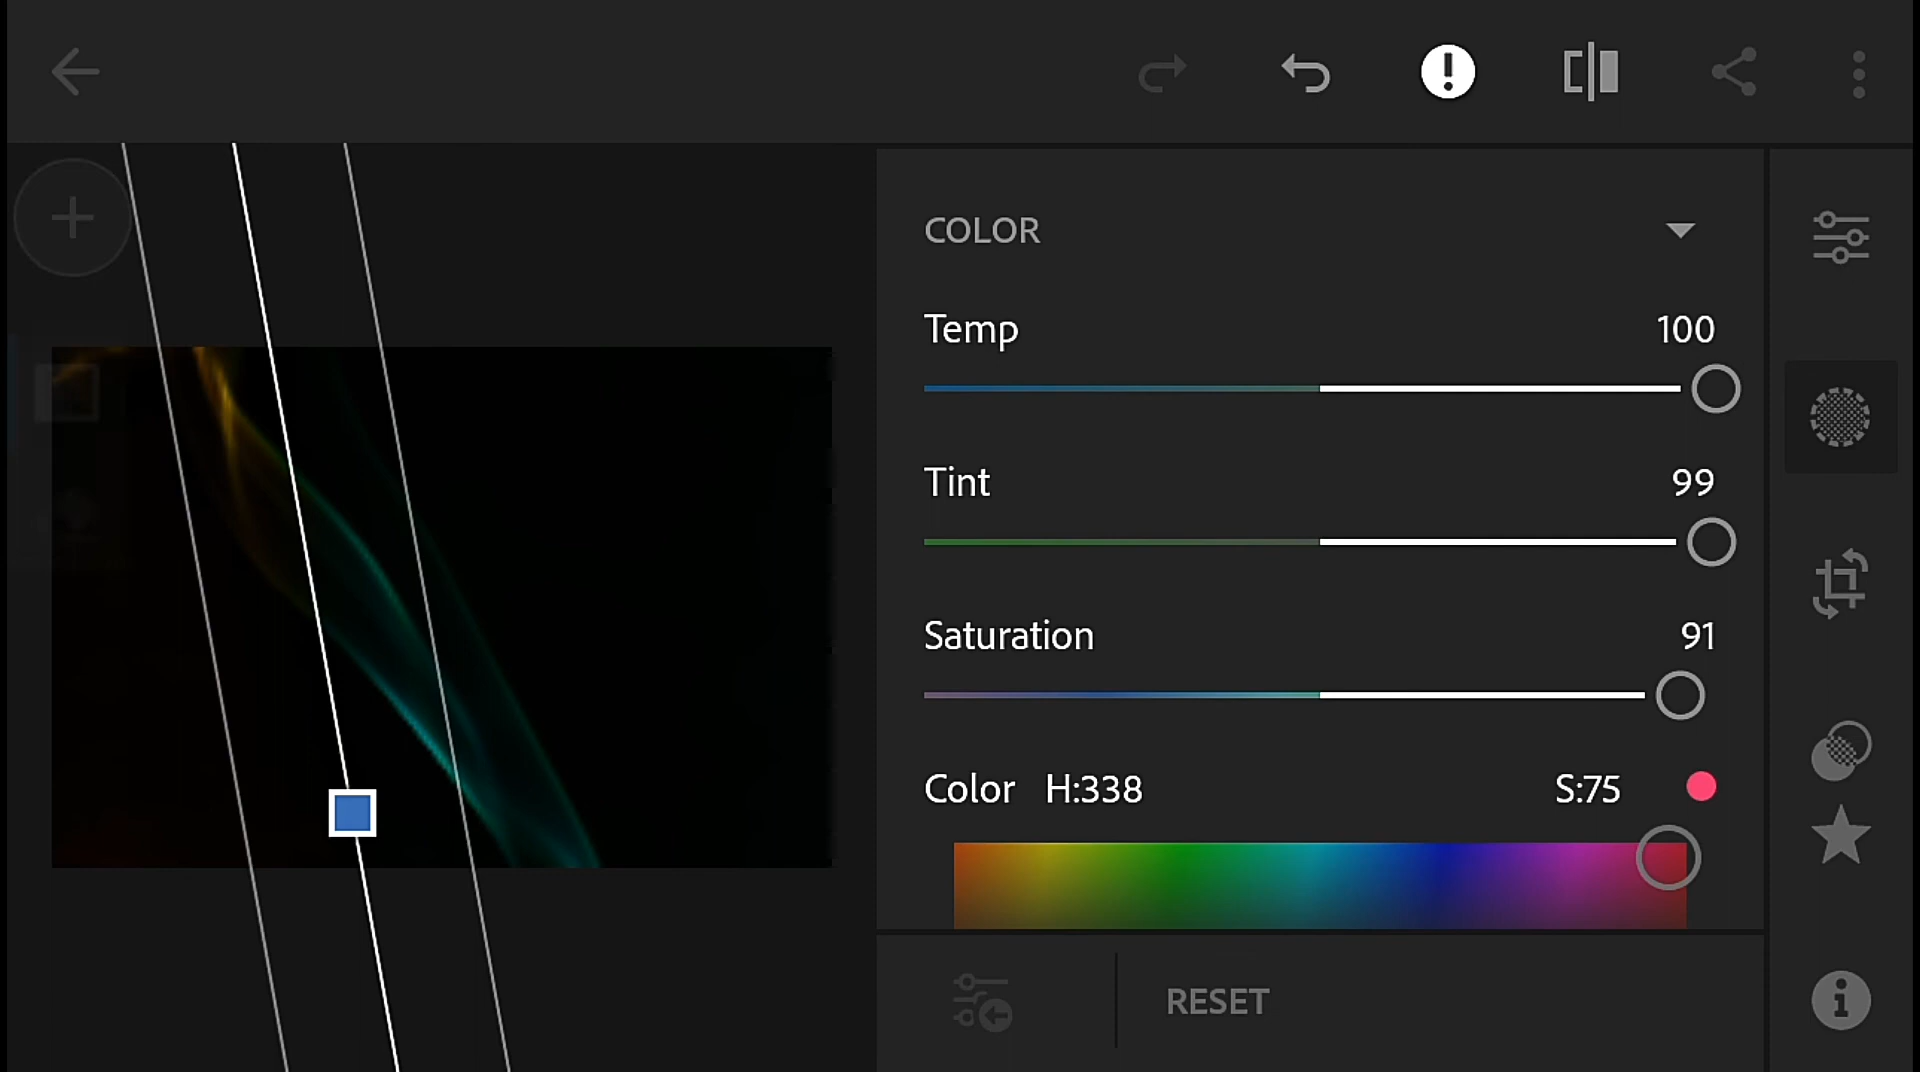 COLOR
Temp 100
Tint 99
Saturation 91
Color H:338 S:75
RESET